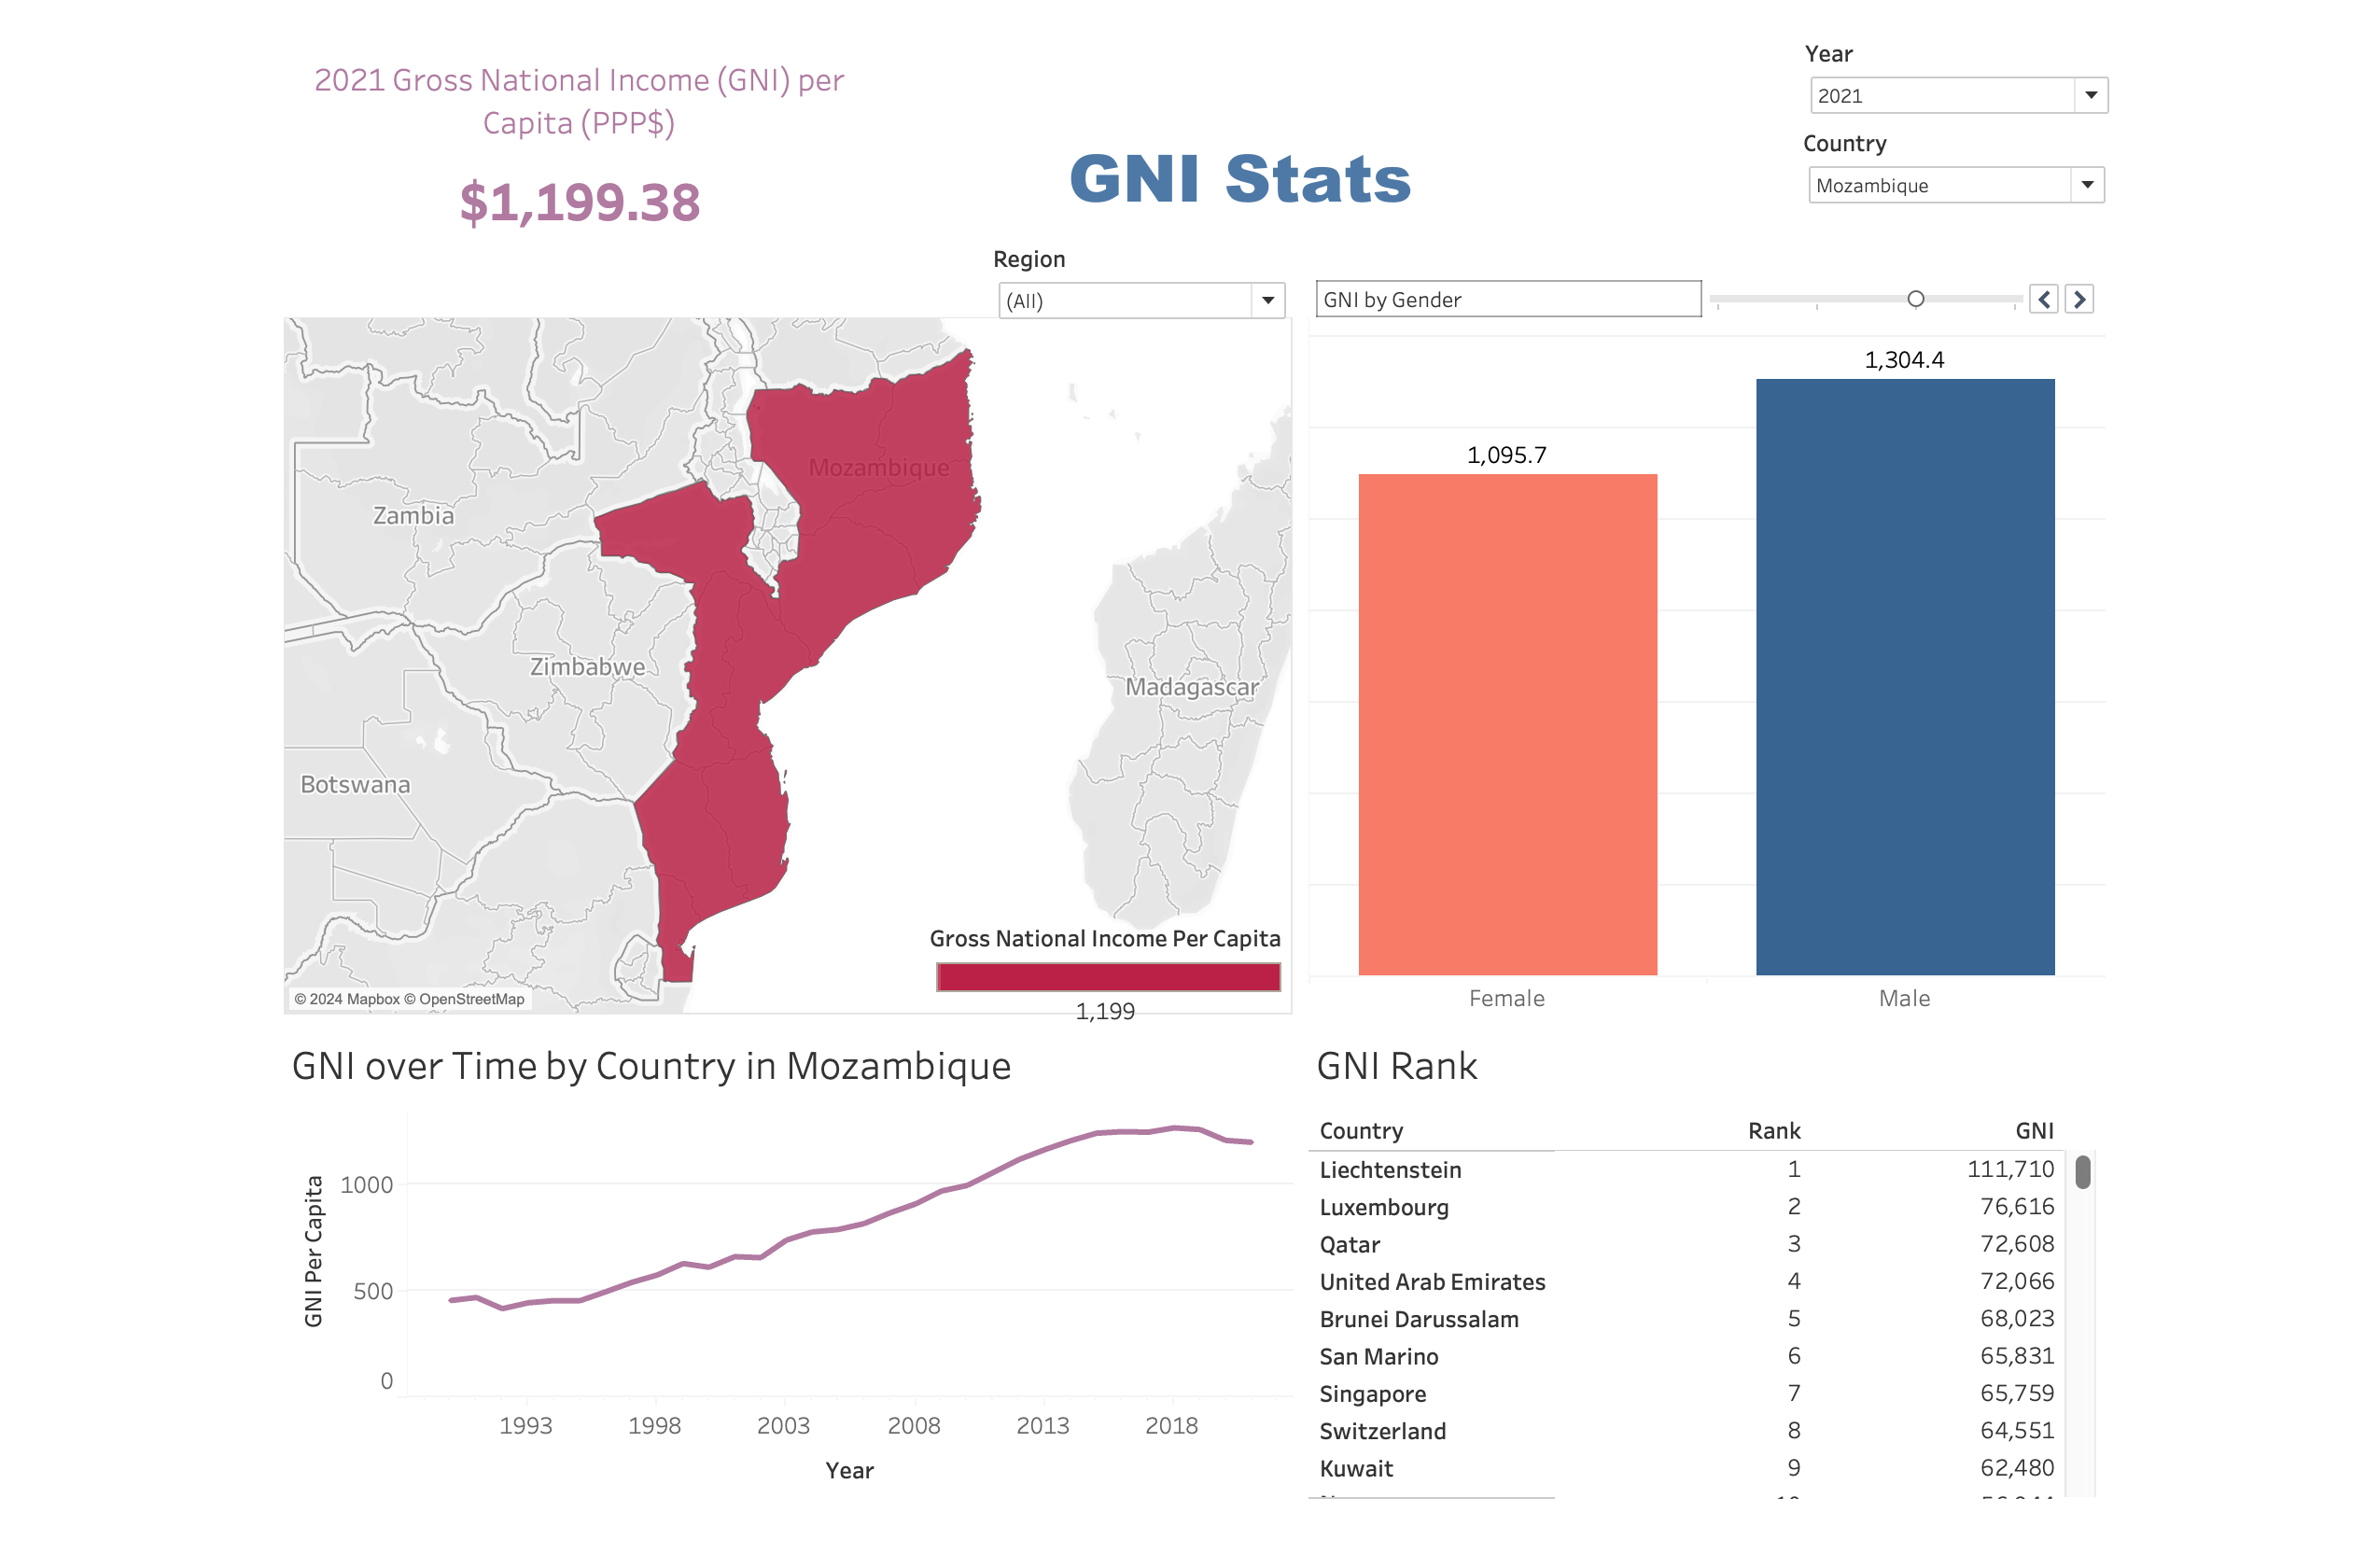 2021 Gross National Income (GNI) per
Capita (PPP$)
$1,199.38
GNI Stats
Year
2021
Country
Mozambique
Region
(All)
GNI by Gender
Mozambique
Zambia
Zimbabwe
Madagascar
Botswana
Gross National Income Per Capita
1,199
© 2024 Mapbox © OpenStreetMap
1,304.4
1,095.7
Female Male
GNI over Time by Country in Mozambique
GNI Per Capita
1000
500
0
1993 1998 2003 2008 2013 2018
Year
GNI Rank
Country Rank GNI
Liechtenstein 1 111,710
Luxembourg 2 76,616
Qatar 3 72,608
United Arab Emirates 4 72,066
Brunei Darussalam 5 68,023
San Marino 6 65,831
Singapore 7 65,759
Switzerland 8 64,551
Kuwait 9 62,480